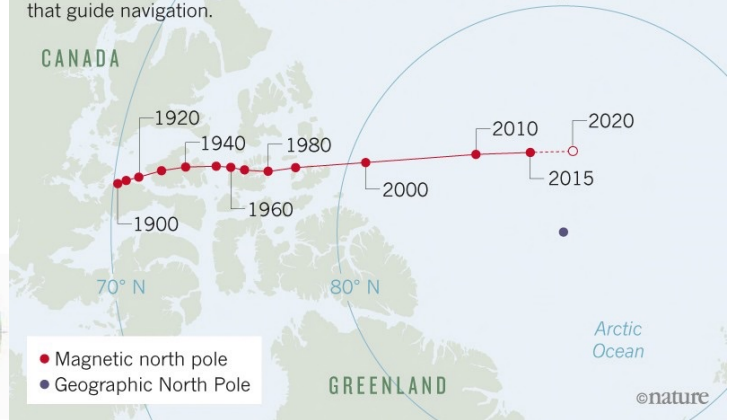 that guide navigation.
CANADA
1920
1940
1980
2010
2020
2000
2015
1960
1900
70° N
80° N
Arctic
Ocean
Magnetic north pole
Geographic North Pole
GREENLAND
©nature